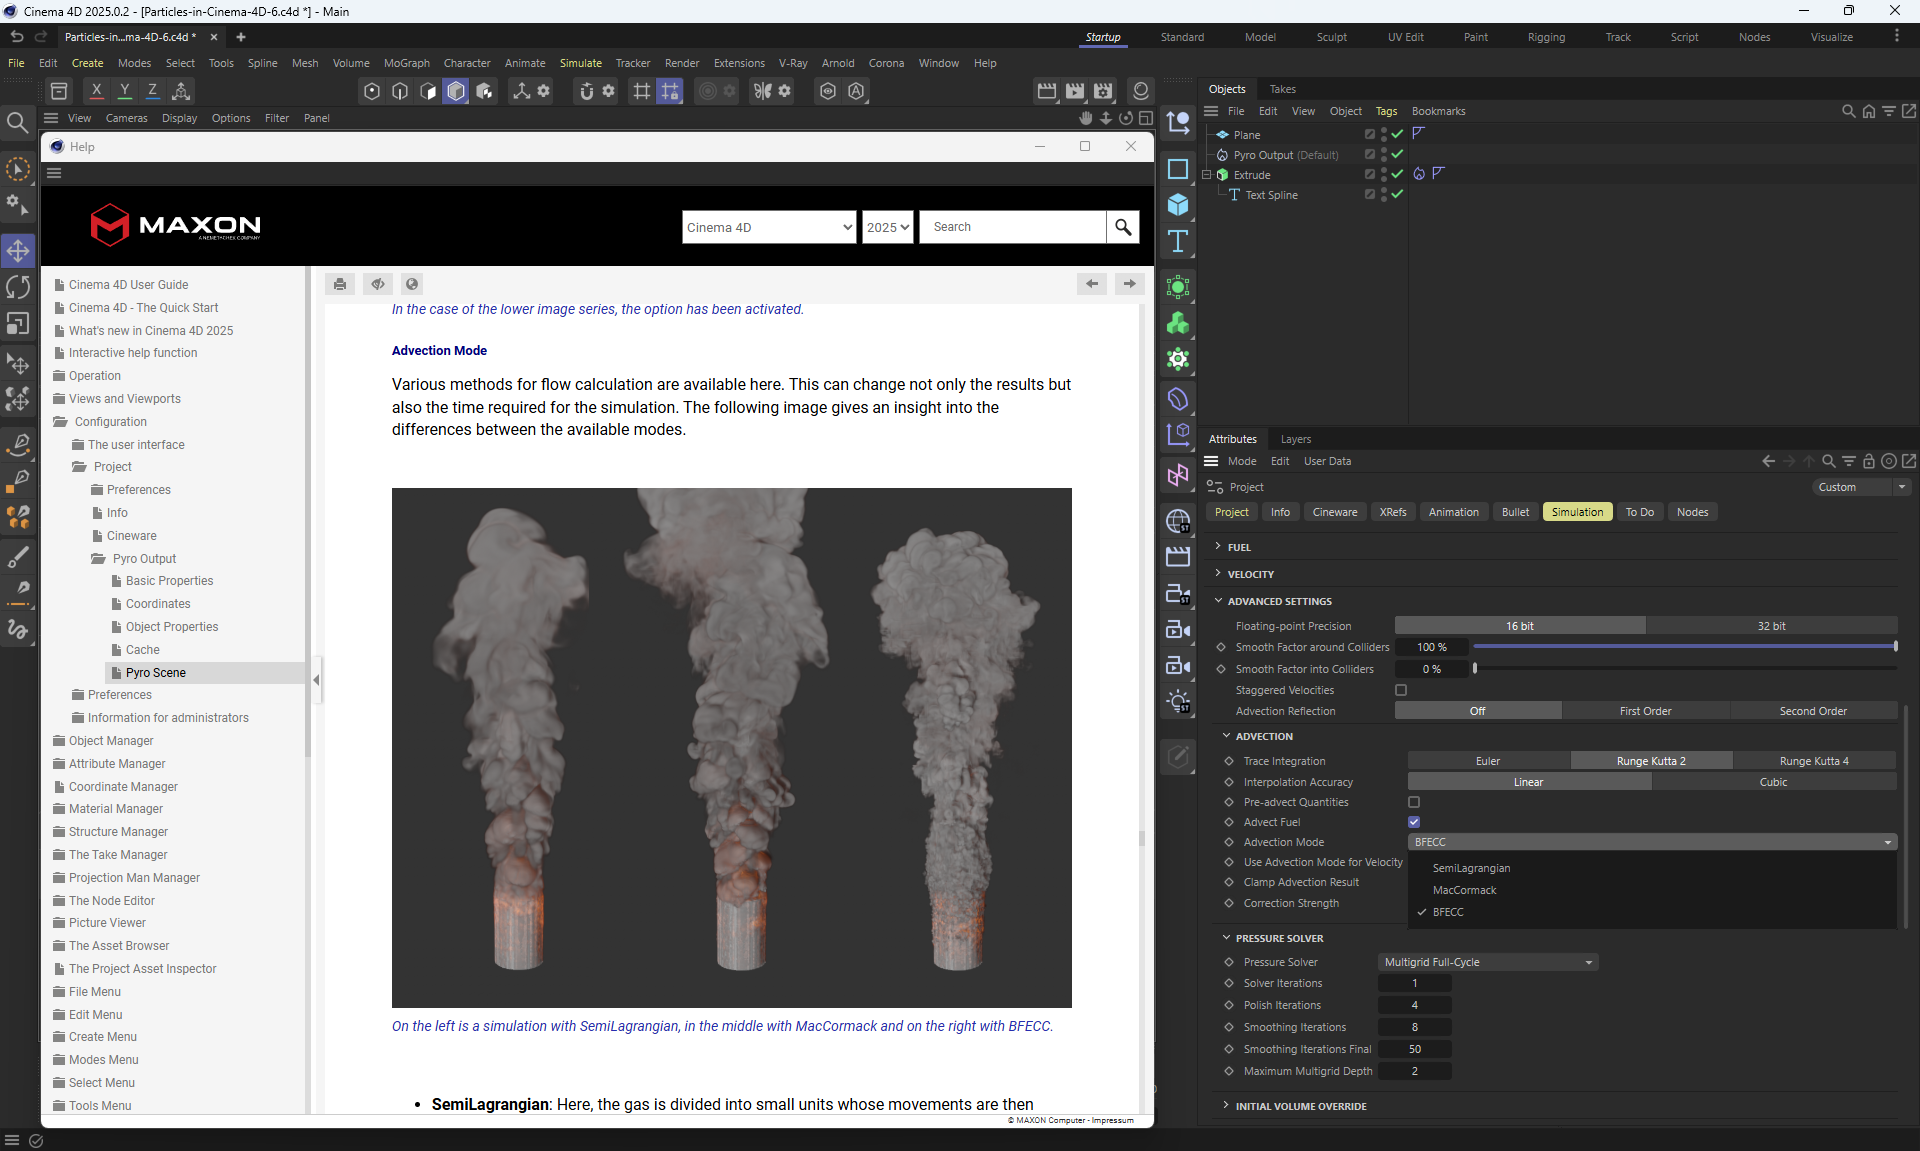 Cinema 4D 2025.0.2 - [Particles-in-Cinema-4D-6.c4d *] - Main
Particles-in...ma-4D-6.c4d *
Startup Standard Model Sculpt UV Edit Paint Rigging Track Script Nodes Visualize
File Edit Create Modes Select Tools Spline Mesh Volume MoGraph Character Animate Simulate Tracker Render Extensions V-Ray Arnold Corona Window Help
X Y Z
View Cameras Display Options Filter Panel
Help
MAXON
A NEMETSCHEK COMPANY
Cinema 4D
2025
Search
Cinema 4D User Guide
Cinema 4D - The Quick Start
What's new in Cinema 4D 2025
Interactive help function
Operation
Views and Viewports
Configuration
The user interface
Project
Preferences
Info
Cineware
Pyro Output
Basic Properties
Coordinates
Object Properties
Cache
Pyro Scene
Preferences
Information for administrators
Object Manager
Attribute Manager
Coordinate Manager
Material Manager
Structure Manager
The Take Manager
Projection Man Manager
The Node Editor
Picture Viewer
The Asset Browser
The Project Asset Inspector
File Menu
Edit Menu
Create Menu
Modes Menu
Select Menu
Tools Menu
In the case of the lower image series, the option has been activated.
Advection Mode
Various methods for flow calculation are available here. This can change not only the results but
also the time required for the simulation. The following image gives an insight into the
differences between the available modes.
On the left is a simulation with SemiLagrangian, in the middle with MacCormack and on the right with BFECC.
• SemiLagrangian: Here, the gas is divided into small units whose movements are then
© MAXON Computer - Impressum
ST
ST
ST
Objects Takes
File Edit View Object Tags Bookmarks
Plane
Pyro Output (Default)
Extrude
Text Spline
Attributes Layers
Mode Edit User Data
Project
Custom
Project Info Cineware XRefs Animation Bullet Simulation To Do Nodes
FUEL
VELOCITY
ADVANCED SETTINGS
Floating-point Precision 16 bit 32 bit
Smooth Factor around Colliders 100 %
Smooth Factor into Colliders 0 %
Staggered Velocities
Advection Reflection Off First Order Second Order
ADVECTION
Trace Integration Euler Runge Kutta 2 Runge Kutta 4
Interpolation Accuracy Linear Cubic
Pre-advect Quantities
Advect Fuel
Advection Mode BFECC
Use Advection Mode for Velocity
SemiLagrangian
Clamp Advection Result
MacCormack
Correction Strength
BFECC
PRESSURE SOLVER
Pressure Solver Multigrid Full-Cycle
Solver Iterations 1
Polish Iterations 4
Smoothing Iterations 8
Smoothing Iterations Final 50
Maximum Multigrid Depth 2
INITIAL VOLUME OVERRIDE